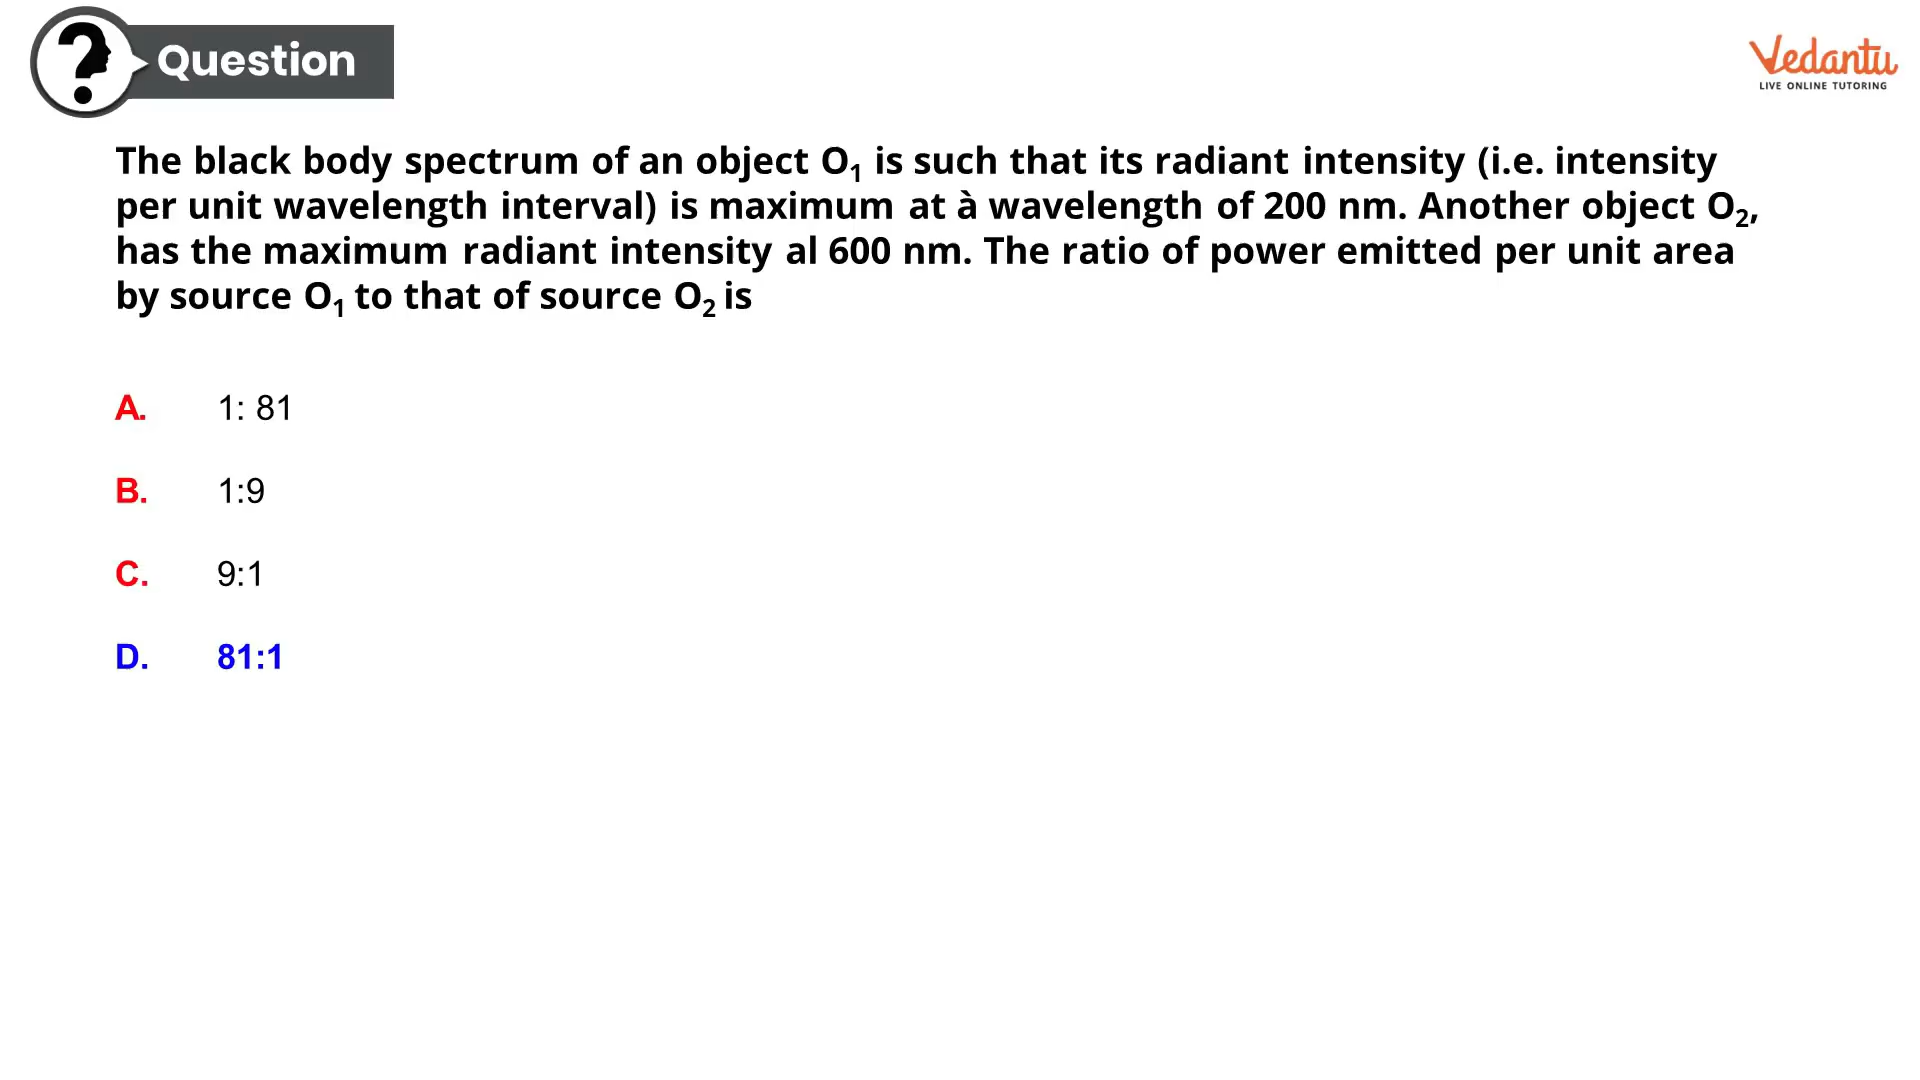 Question
Vedantu
LIVE ONLINE TUTORING
The black body spectrum of an object O₁ is such that its radiant intensity (i.e. intensity
per unit wavelength interval) is maximum at à wavelength of 200 nm. Another object O₂,
has the maximum radiant intensity al 600 nm. The ratio of power emitted per unit area
by source O₁ to that of source O₂ is
A. 1: 81
B. 1:9
C. 9:1
D. 81:1